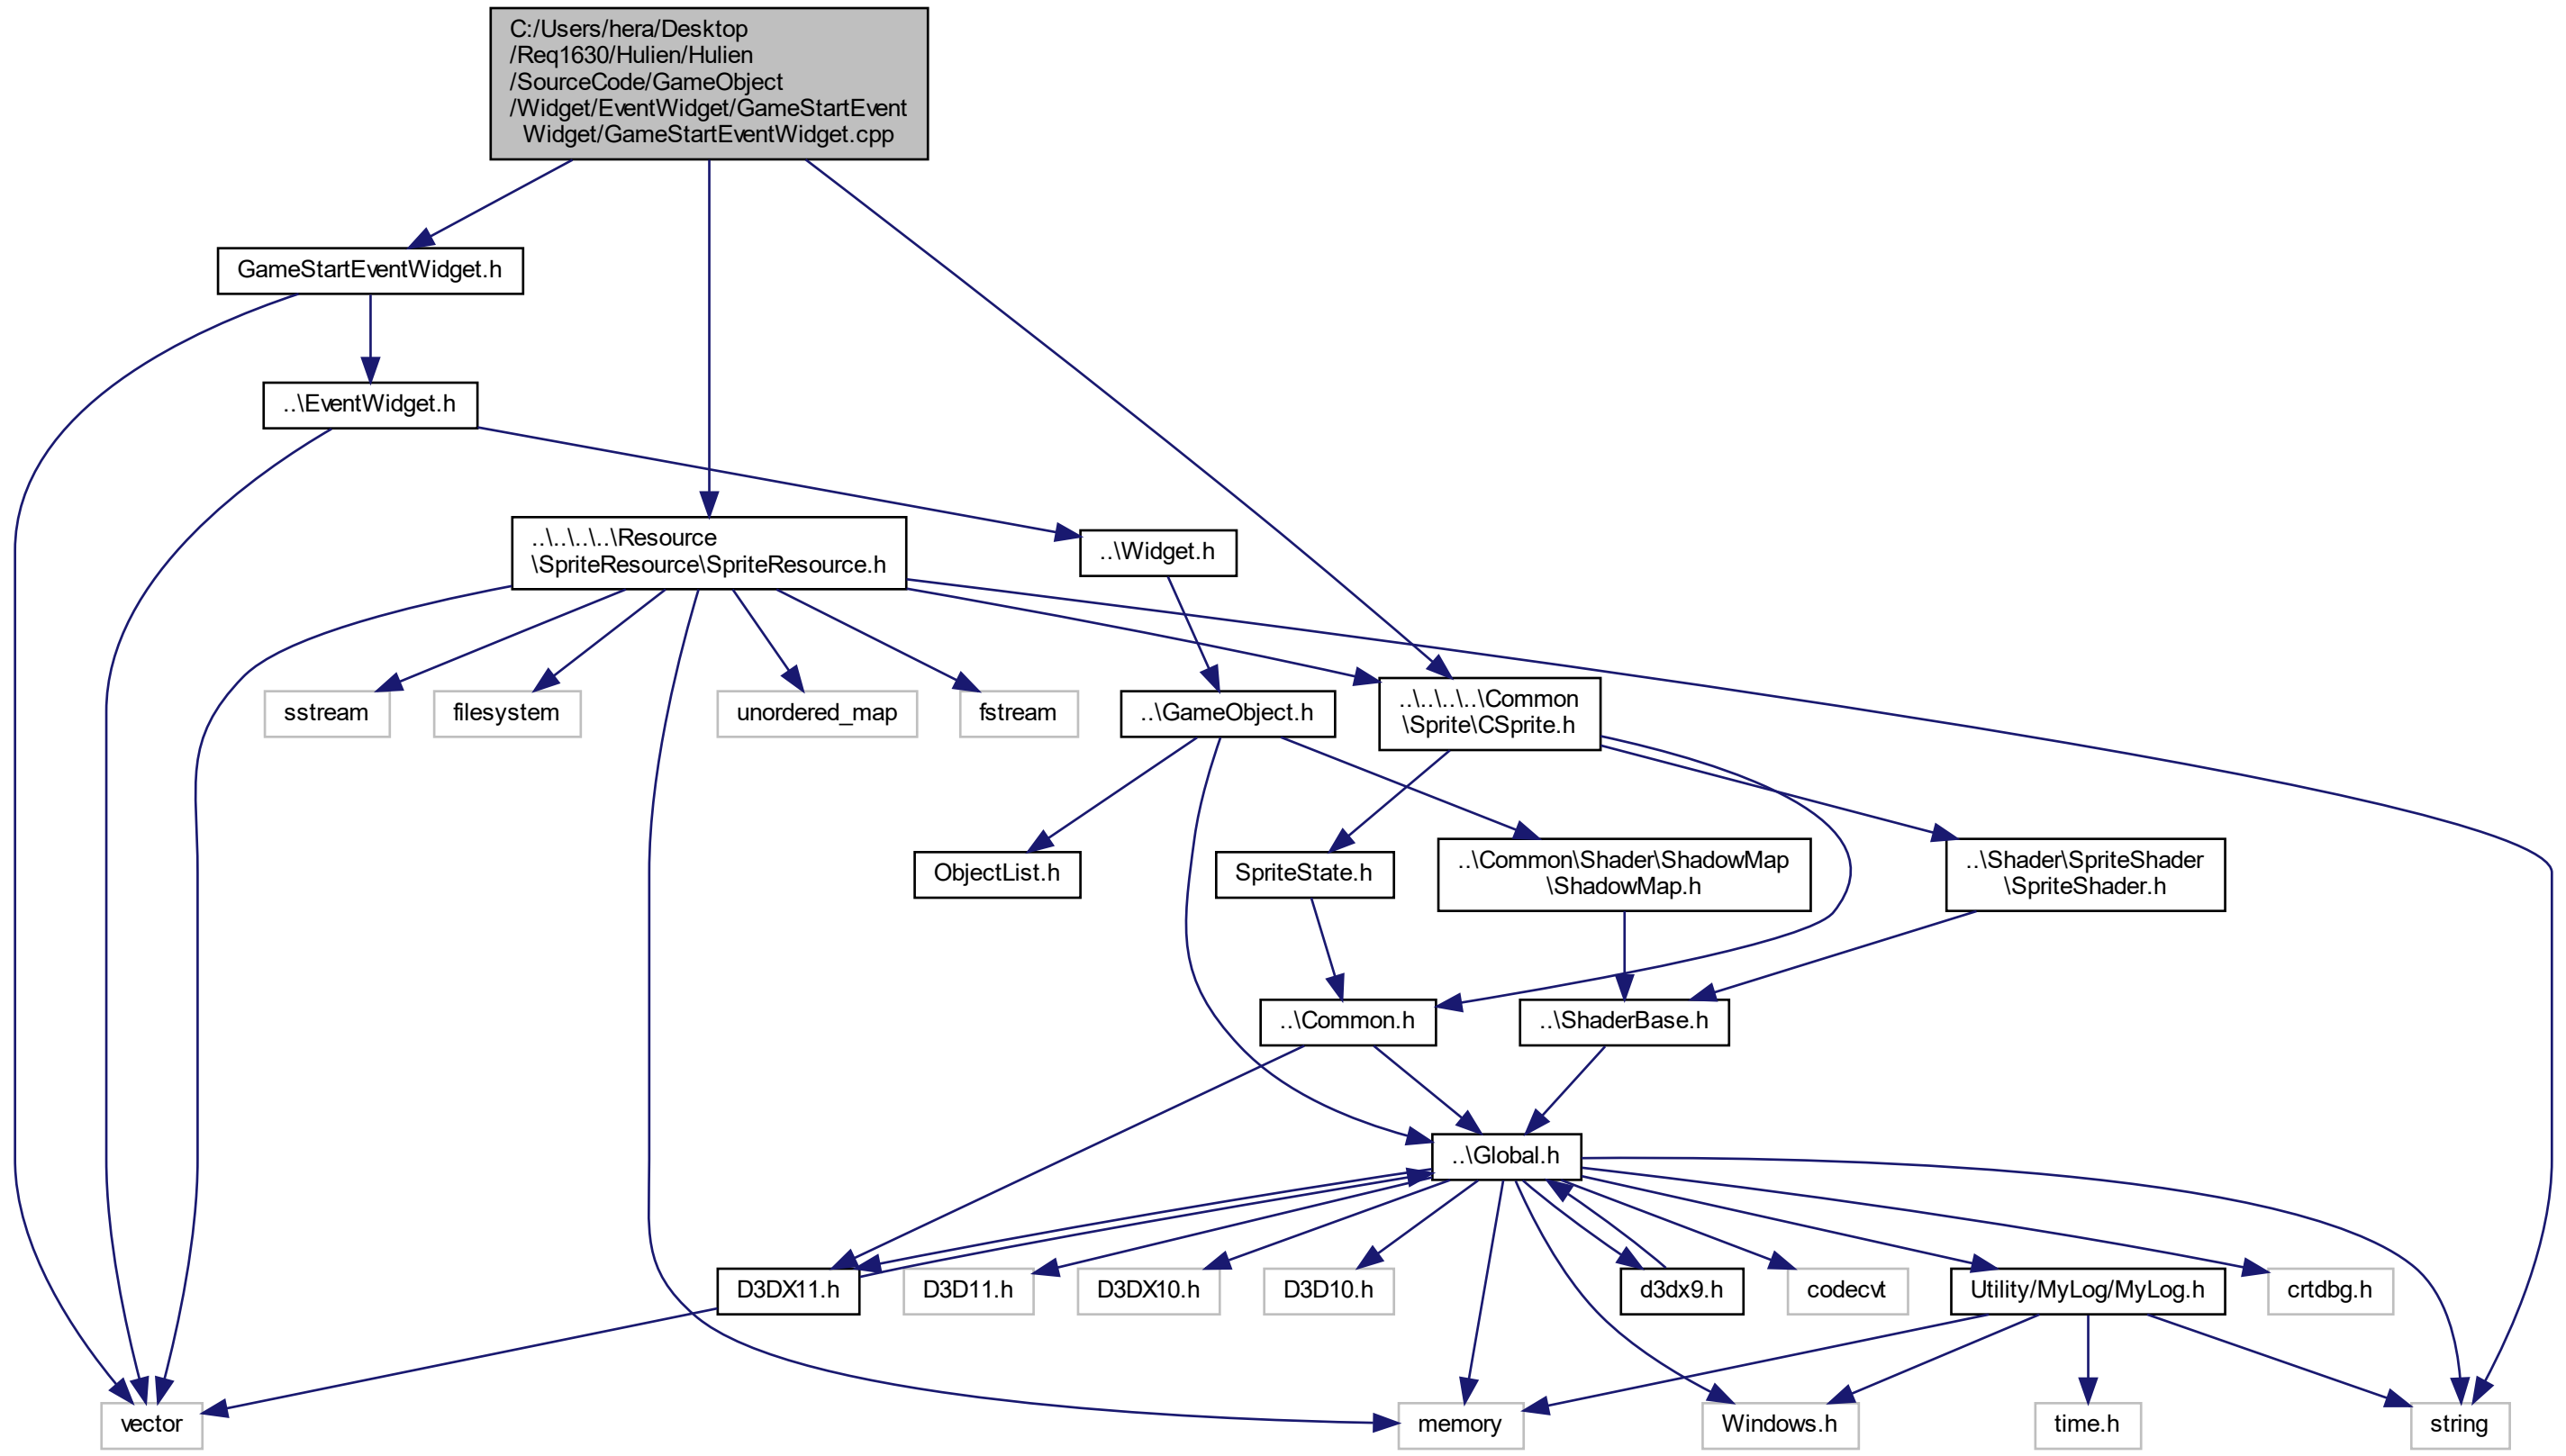 C:/Users/hera/Desktop
/Req1630/Hulien/Hulien
/SourceCode/GameObject
/Widget/EventWidget/GameStartEvent
Widget/GameStartEventWidget.cpp
GameStartEventWidget.h
..\EventWidget.h
..\..\..\..\Resource
\SpriteResource\SpriteResource.h
..\Widget.h
sstream
filesystem
unordered_map
fstream
..\GameObject.h
..\..\..\..\Common
\Sprite\CSprite.h
ObjectList.h
SpriteState.h
..\Common\Shader\ShadowMap
\ShadowMap.h
..\Shader\SpriteShader
\SpriteShader.h
..\Common.h
..\ShaderBase.h
..\Global.h
D3DX11.h
D3D11.h
D3DX10.h
D3D10.h
d3dx9.h
codecvt
Utility/MyLog/MyLog.h
crtdbg.h
vector
memory
Windows.h
time.h
string